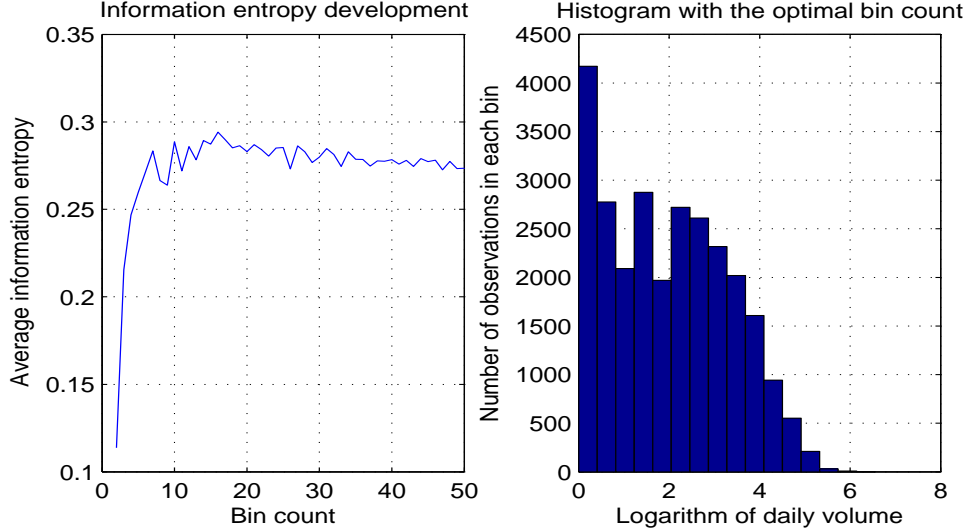 Information entropy development
Average information entropy
0.35
0.3
0.25
0.2
0.15
0.1
0 10 20 30 40 50
Bin count
Histogram with the optimal bin count
Number of observations in each bin
4500
4000
3500
3000
2500
2000
1500
1000
500
0
0 2 4 6 8
Logarithm of daily volume